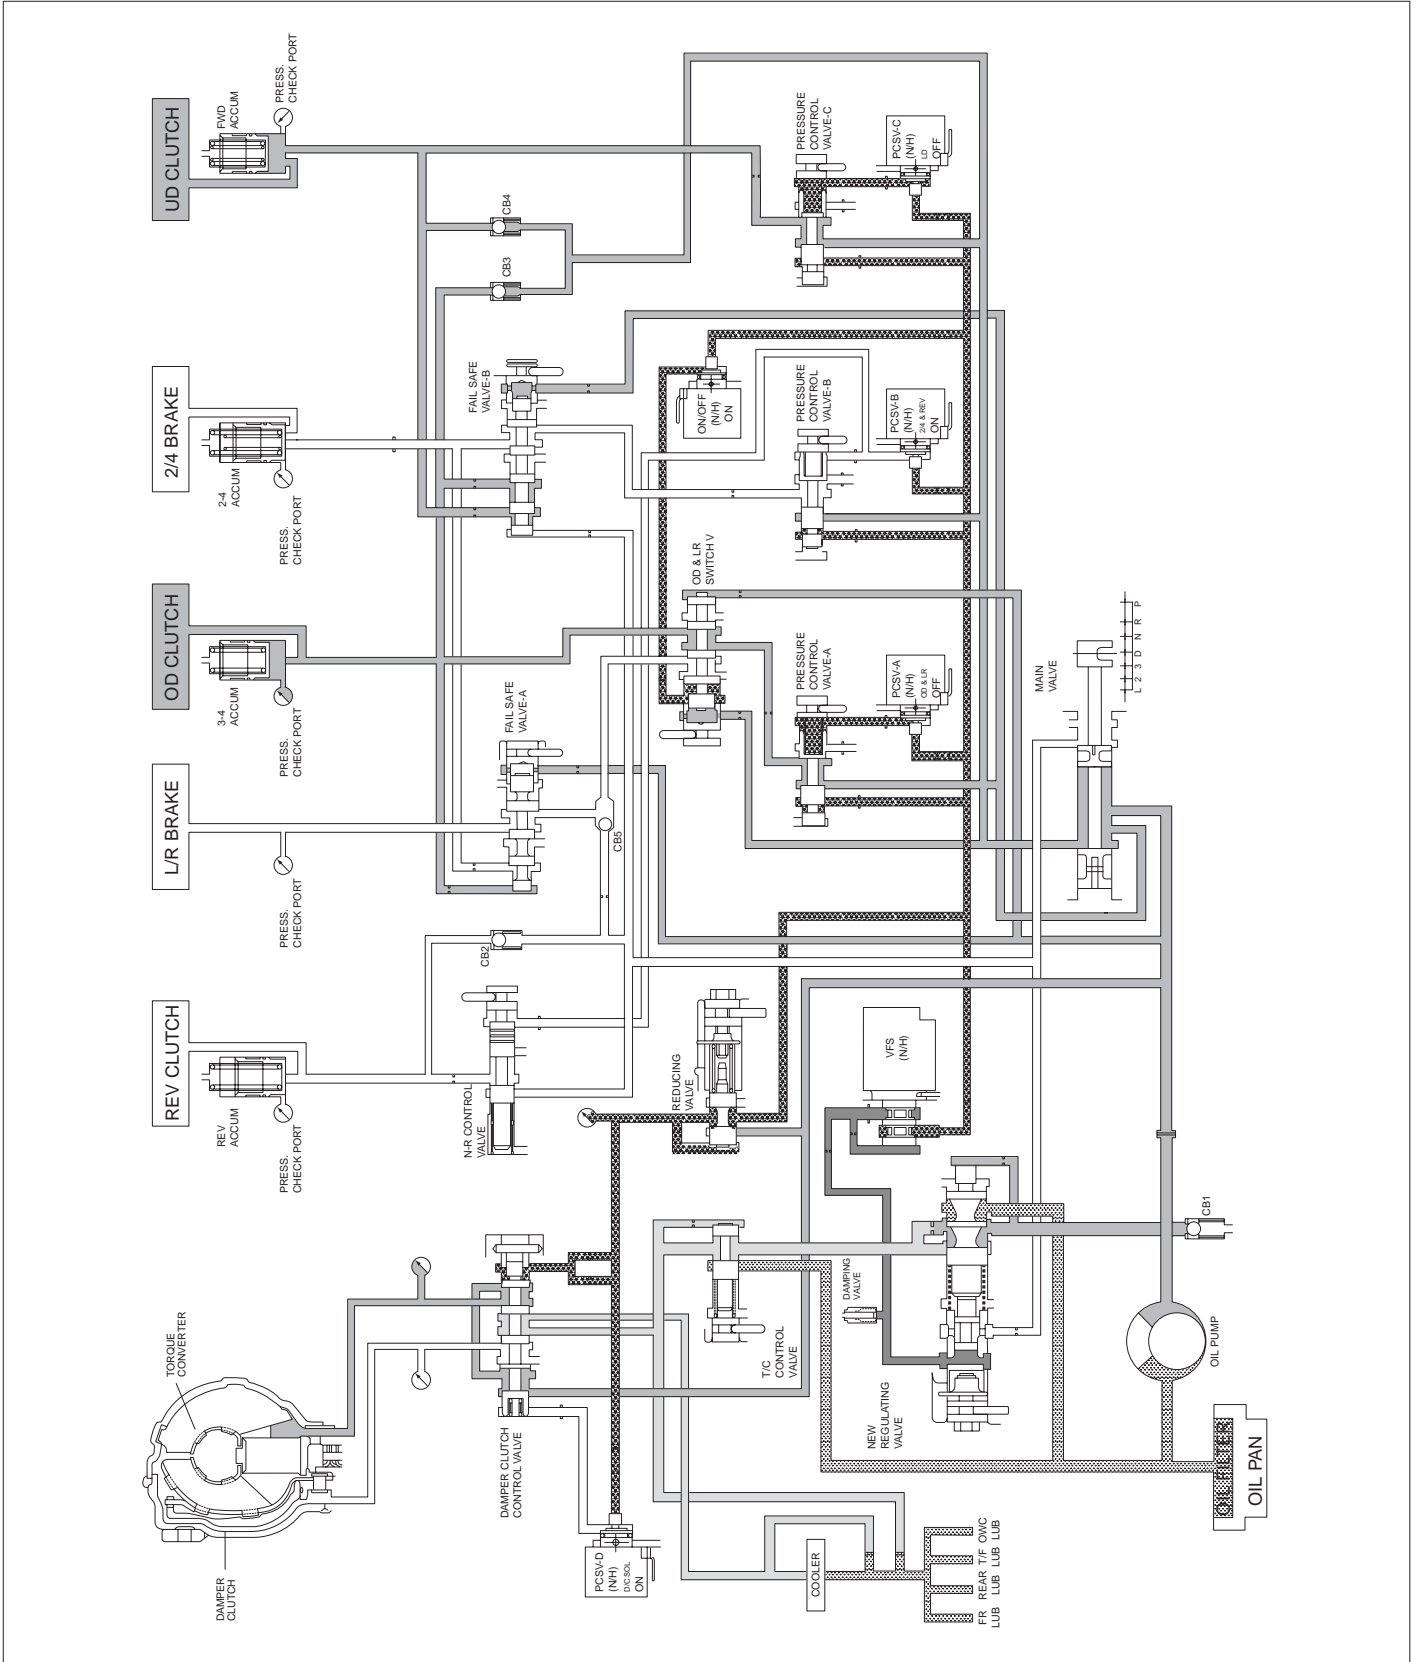 UD CLUTCH
FWD
ACCUM
PRESS.
CHECK PORT
2/4 BRAKE
2-4
ACCUM
PRESS.
CHECK PORT
OD CLUTCH
3-4
ACCUM
PRESS.
CHECK PORT
L/R BRAKE
PRESS.
CHECK PORT
REV CLUTCH
REV
ACCUM
PRESS.
CHECK PORT
TORQUE
CONVERTER
DAMPER
CLUTCH
CB4
CB3
FAIL SAFE
VALVE-B
FAIL SAFE
VALVE-A
CB5
CB2
N-R CONTROL
VALVE
DAMPER CLUTCH
CONTROL VALVE
PCSV-D
(N/H)
D/C SOL
ON
ON/OFF
(N/H)
ON
OD & LR
SWITCH V
REDUCING
VALVE
T/C
CONTROL
VALVE
PRESSURE
CONTROL
VALVE-C
PCSV-C
(N/H)
LD
OFF
PRESSURE
CONTROL
VALVE-B
PCSV-B
(N/H)
2/4 & REV
ON
PRESSURE
CONTROL
VALVE-A
PCSV-A
(N/H)
OD & LR
OFF
VFS
(N/H)
DAMPING
VALVE
NEW
REGULATING
VALVE
COOLER
FR
LUB
REAR
LUB
T/F
LUB
OWC
LUB
MAIN
VALVE
L 2 3 D N R P
CB1
OIL PUMP
OIL FILTER
OIL PAN